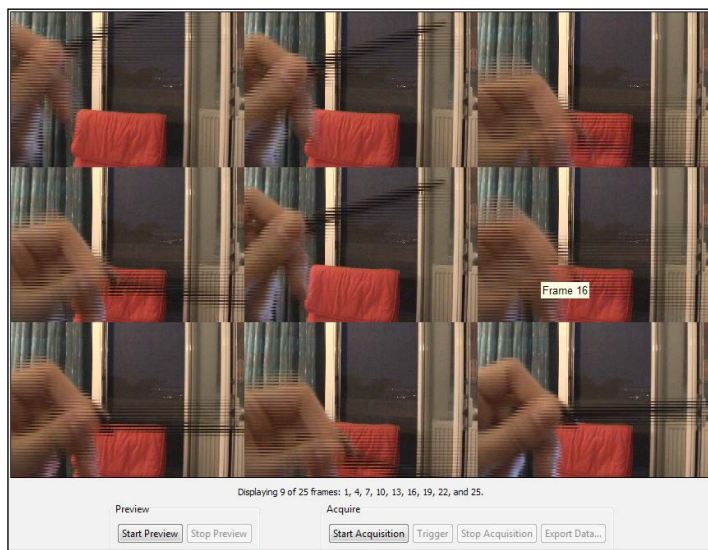 Frame 16
Displaying 9 of 25 frames: 1, 4, 7, 10, 13, 16, 19, 22, and 25.
Preview
Acquire
Start Preview
Stop Preview
Start Acquisition
Trigger
Stop Acquisition
Export Data...